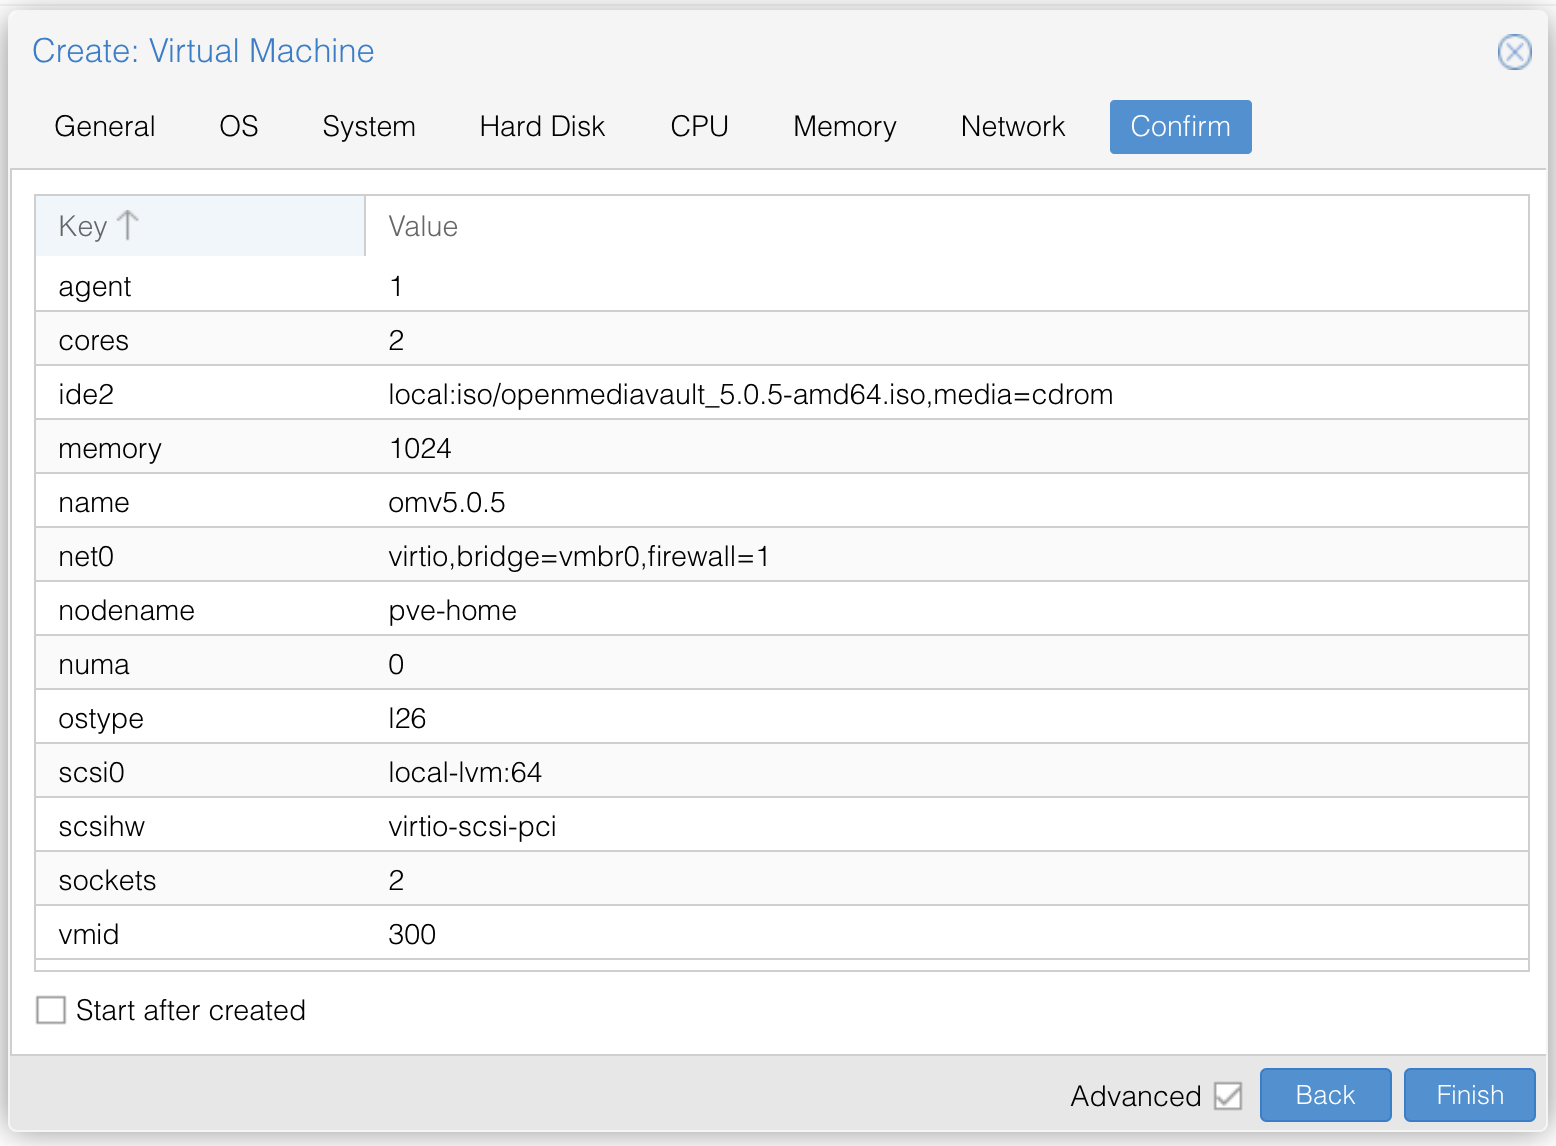 Create: Virtual Machine
General OS System Hard Disk CPU Memory Network Confirm
Key Value
agent 1
cores 2
ide2 local:iso/openmediavault_5.0.5-amd64.iso,media=cdrom
memory 1024
name omv5.0.5
net0 virtio,bridge=vmbr0,firewall=1
nodename pve-home
numa 0
ostype l26
scsi0 local-lvm:64
scsihw virtio-scsi-pci
sockets 2
vmid 300
Start after created
Advanced Back Finish